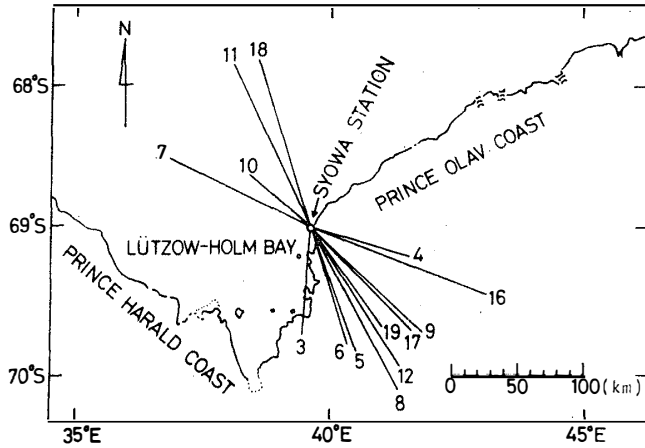 N
11 18
68°S
7
10
SYOWA STATION
PRINCE OLAV COAST
69°S
LÜTZOW-HOLM BAY
4
16
PRINCE HARALD COAST
3
6
5
19
17
9
12
8
70°S
0 50 100(km)
35°E
40°E
45°E